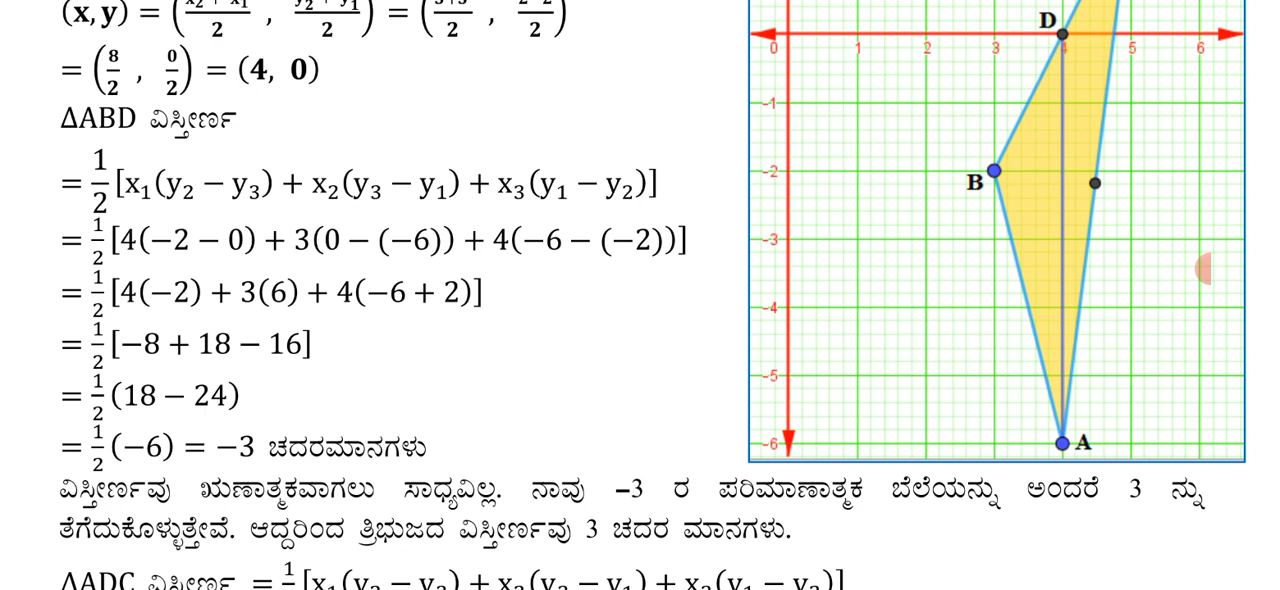 (x, y) = (x₂ + x₁/2 , y₂ + y₁/2) = (/2 , /2)
= (8/2 , 0/2) = (4, 0)
ΔABD ವಿಸ್ತೀರ್ಣ
= 1/2 [x₁(y₂ − y₃) + x₂(y₃ − y₁) + x₃(y₁ − y₂)]
= 1/2 [4(−2 − 0) + 3(0 − (−6)) + 4(−6 − (−2))]
= 1/2 [4(−2) + 3(6) + 4(−6 + 2)]
= 1/2 [−8 + 18 − 16]
= 1/2 (18 − 24)
= 1/2 (−6) = −3 ಚದರಮಾನಗಳು
ವಿಸ್ತೀರ್ಣವು ಋಣಾತ್ಮಕವಾಗಲು ಸಾಧ್ಯವಿಲ್ಲ. ನಾವು −3 ರ ಪರಿಮಾಣಾತ್ಮಕ ಬೆಲೆಯನ್ನು ಅಂದರೆ 3 ನ್ನು
ತೆಗೆದುಕೊಳ್ಳುತ್ತೇವೆ. ಆದ್ದರಿಂದ ತ್ರಿಭುಜದ ವಿಸ್ತೀರ್ಣವು 3 ಚದರ ಮಾನಗಳು.
ΔADC ವಿಸ್ತೀರ್ಣ = 1/ [x₁(y₂ − y₃) + x₂(y₃ − y₁) + x₃(y₁ − y₂)]
D
0 1 2 3 4 5 6
-1
-2
B
-3
-4
-5
-6
A